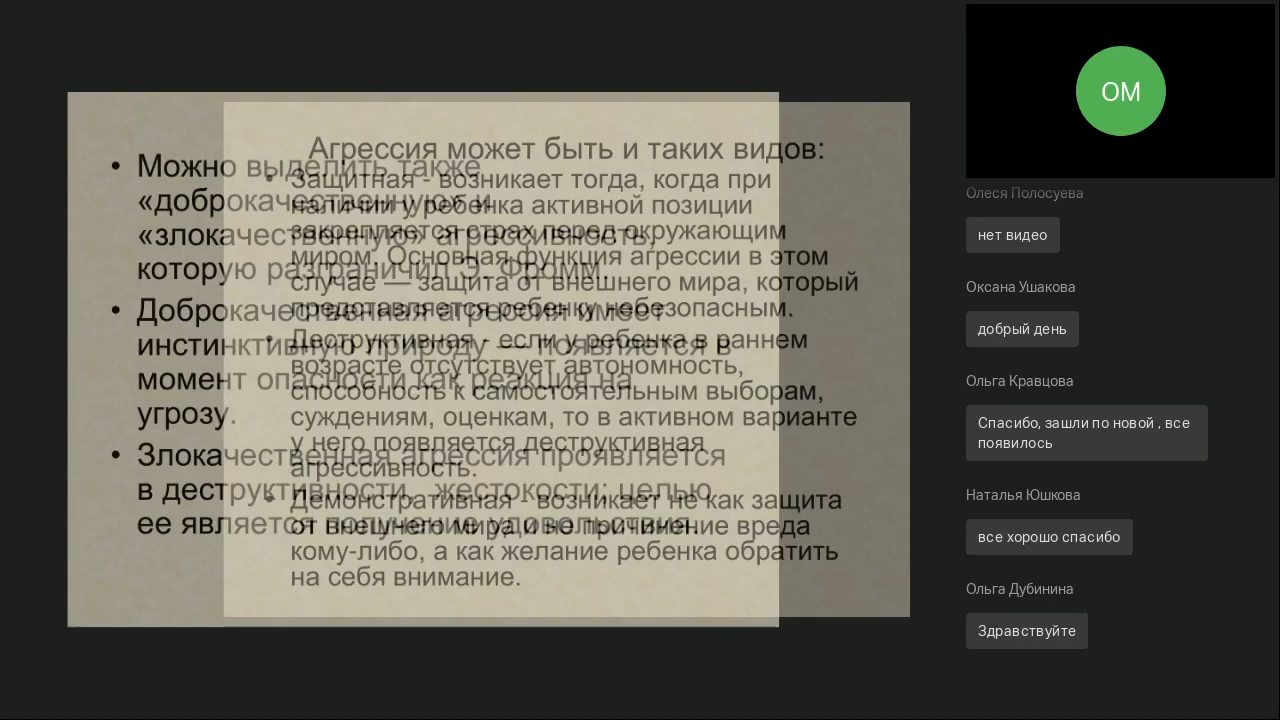 • Можно выделить также
«доброкачественную» и
«злокачественную» агрессивность,
которую разграничил Э. Фромм.
• Доброкачественная агрессия имеет
инстинктивную природу — появляется в
момент опасности как реакция на
угрозу.
• Злокачественная агрессия проявляется
в деструктивности, жестокости; целью
ее является получение удовольствия.
Агрессия может быть и таких видов:
• Защитная - возникает тогда, когда при
наличии у ребенка активной позиции
закрепляется страх перед окружающим
миром. Основная функция агрессии в этом
случае — защита от внешнего мира, который
представляется ребенку небезопасным.
• Деструктивная - если у ребенка в раннем
возрасте отсутствует автономность,
способность к самостоятельным выборам,
суждениям, оценкам, то в активном варианте
у него появляется деструктивная
агрессивность.
• Демонстративная - возникает не как защита
от внешнего мира и не причинение вреда
кому-либо, а как желание ребенка обратить
на себя внимание.
ОМ
Олеся Полосуева
нет видео
Оксана Ушакова
добрый день
Ольга Кравцова
Спасибо, зашли по новой , все
появилось
Наталья Юшкова
все хорошо спасибо
Ольга Дубинина
Здравствуйте